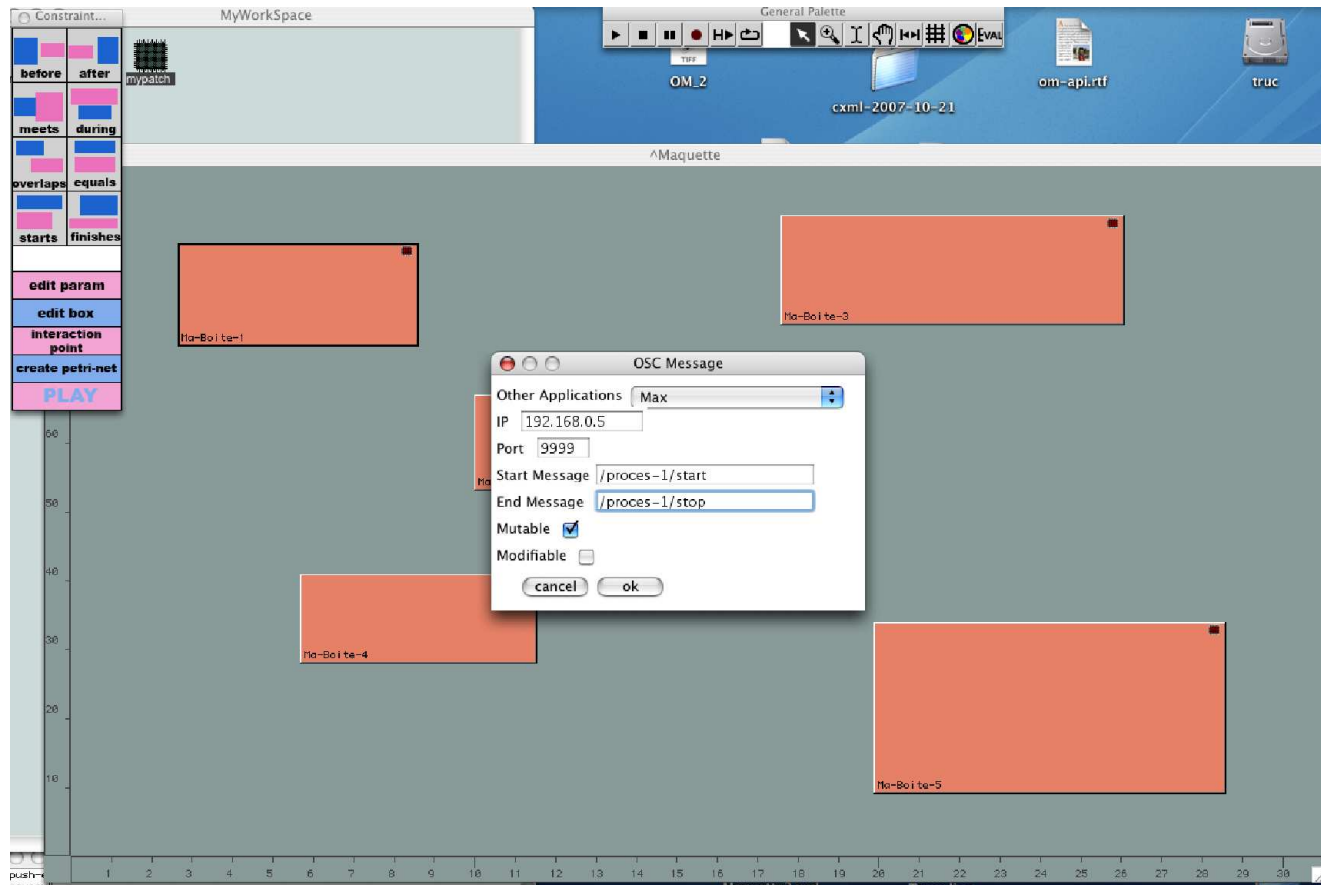 Constraint...
before after
meets during
overlaps equals
starts finishes
edit param
edit box
interaction
point
create petri-net
PLAY
MyWorkSpace
mypatch
General Palette
EVAL
TIFF
OM_2
cxml-2007-10-21
om-api.rtf
truc
^Maquette
Ma-Boite-1
Ma-Boite-3
OSC Message
Other Applications Max
IP 192.168.0.5
Port 9999
Start Message /proces-1/start
End Message /proces-1/stop
Mutable
Modifiable
cancel ok
Ma-Boite-4
Ma-Boite-5
60
50
40
30
20
10
1 2 3 4 5 6 7 8 9 10 11 12 13 14 15 16 17 18 19 20 21 22 23 24 25 26 27 28 29 30